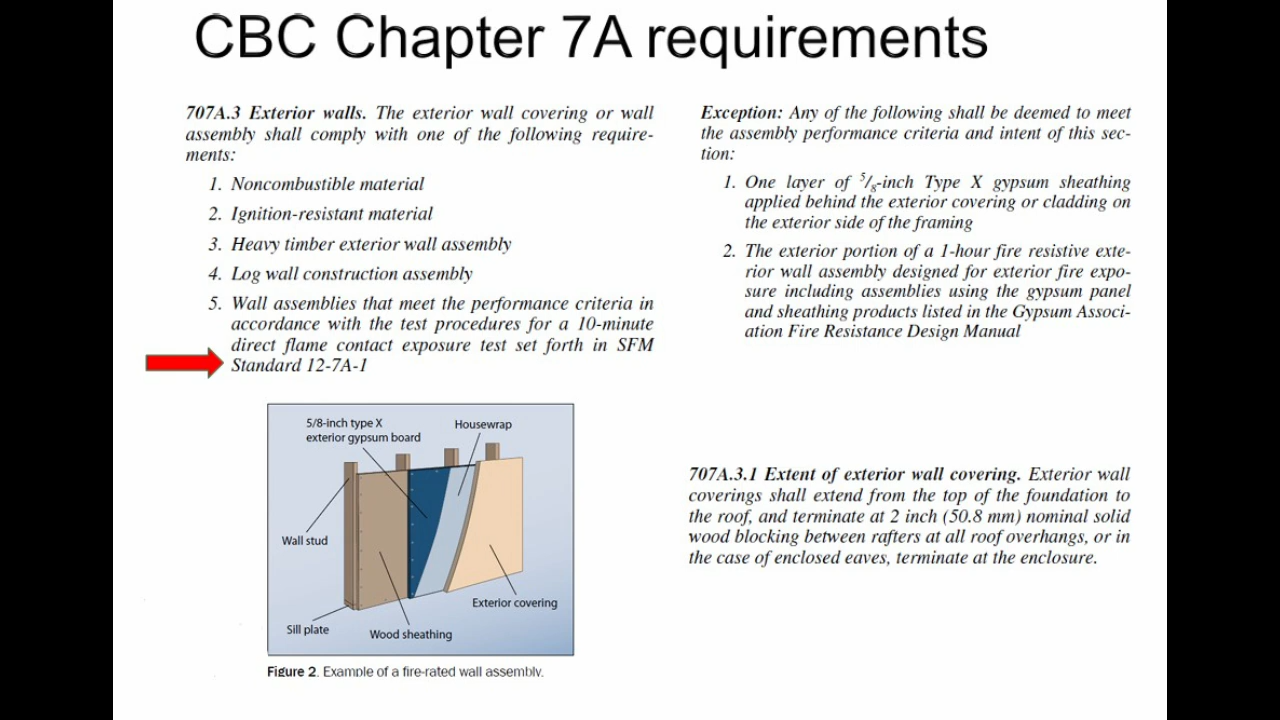 CBC Chapter 7A requirements
707A.3 Exterior walls. The exterior wall covering or wall
assembly shall comply with one of the following require-
ments:
1. Noncombustible material
2. Ignition-resistant material
3. Heavy timber exterior wall assembly
4. Log wall construction assembly
5. Wall assemblies that meet the performance criteria in
accordance with the test procedures for a 10-minute
direct flame contact exposure test set forth in SFM
Standard 12-7A-1
5/8-inch type X
exterior gypsum board
Housewrap
Wall stud
Exterior covering
Sill plate
Wood sheathing
Figure 2. Example of a fire-rated wall assembly.
Exception: Any of the following shall be deemed to meet
the assembly performance criteria and intent of this sec-
tion:
1. One layer of 5/8-inch Type X gypsum sheathing
applied behind the exterior covering or cladding on
the exterior side of the framing
2. The exterior portion of a 1-hour fire resistive exte-
rior wall assembly designed for exterior fire expo-
sure including assemblies using the gypsum panel
and sheathing products listed in the Gypsum Associ-
ation Fire Resistance Design Manual
707A.3.1 Extent of exterior wall covering. Exterior wall
coverings shall extend from the top of the foundation to
the roof, and terminate at 2 inch (50.8 mm) nominal solid
wood blocking between rafters at all roof overhangs, or in
the case of enclosed eaves, terminate at the enclosure.